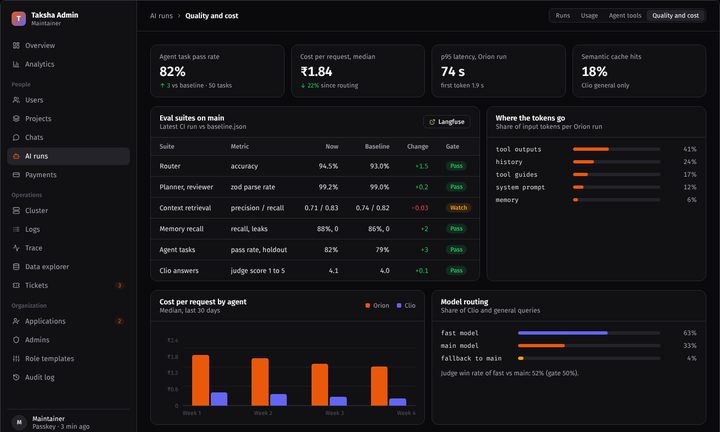 T
Taksha Admin
Maintainer
Overview
Analytics
People
Users
Projects
Chats
AI runs
Payments
Operations
Cluster
Logs
Trace
Data explorer
Tickets 3
Organization
Applications 2
Admins
Role templates
Audit log
M
Maintainer
Passkey · 3 min ago
AI runs › Quality and cost
Runs Usage Agent tools Quality and cost
Agent task pass rate
82%
↑ 3 vs baseline · 50 tasks
Cost per request, median
₹1.84
↓ 22% since routing
p95 latency, Orion run
74 s
first token 1.9 s
Semantic cache hits
18%
Clio general only
Eval suites on main
Latest CI run vs baseline.json
Langfuse
Suite Metric Now Baseline Change Gate
Router accuracy 94.5% 93.0% +1.5 Pass
Planner, reviewer zod parse rate 99.2% 99.0% +0.2 Pass
Context retrieval precision / recall 0.71 / 0.83 0.74 / 0.82 -0.03 Watch
Memory recall recall, leaks 88%, 0 86%, 0 +2 Pass
Agent tasks pass rate, holdout 82% 79% +3 Pass
Clio answers judge score 1 to 5 4.1 4.0 +0.1 Pass
Where the tokens go
Share of input tokens per Orion run
tool outputs 41%
history 24%
tool guides 17%
system prompt 12%
memory 6%
Cost per request by agent
Median, last 30 days
Orion Clio
₹1.8
₹1.2
₹0.6
0
Week 1 Week 2 Week 3 Week 4
Model routing
Share of Clio and general queries
fast model 63%
main model 33%
fallback to main 4%
Judge win rate of fast vs main: 52% (gate 50%).